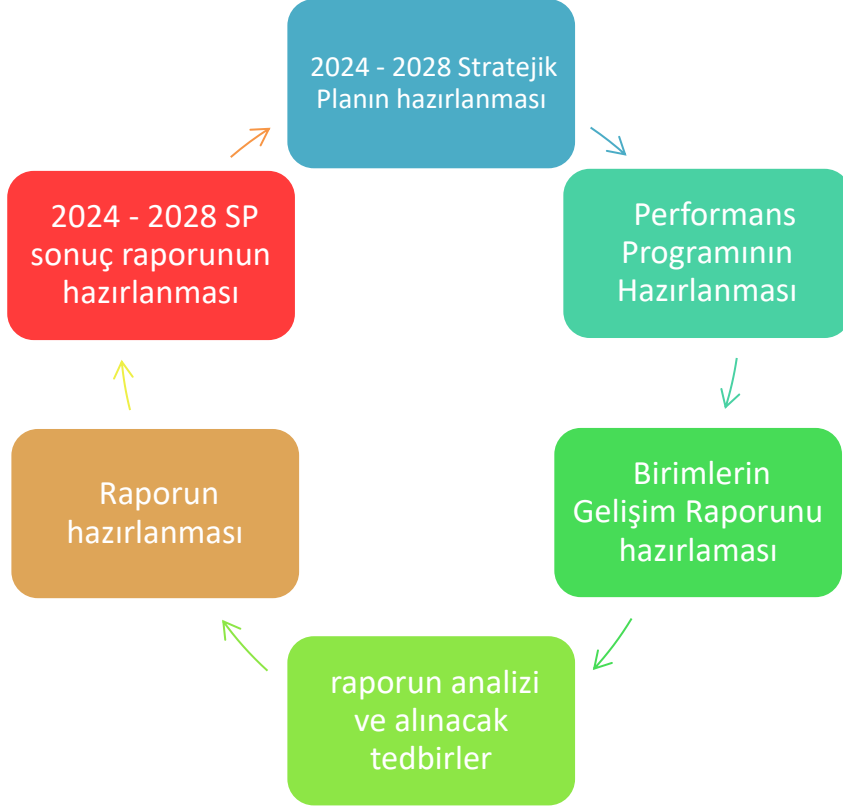 2024 - 2028 Stratejik
Planın hazırlanması
Performans
Programının
Hazırlanması
Birimlerin
Gelişim Raporunu
hazırlaması
raporun analizi
ve alınacak
tedbirler
Raporun
hazırlanması
2024 - 2028 SP
sonuç raporunun
hazırlanması